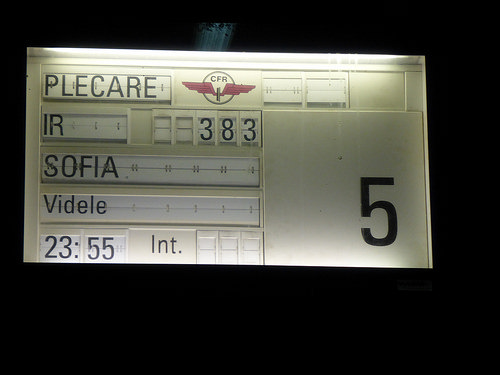 PLECARE CFR
IR 383
SOFIA
Videle
5
23:55 Int.